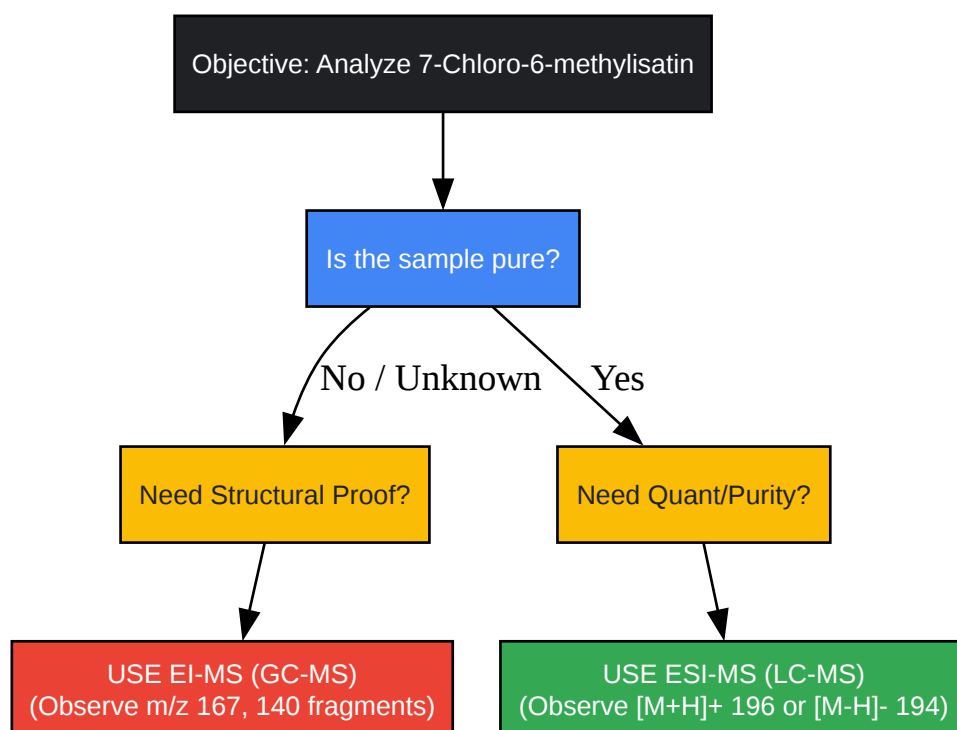 Objective: Analyze 7-Chloro-6-methylisatin
Is the sample pure?
No / Unknown
Yes
Need Structural Proof?
Need Quant/Purity?
USE EI-MS (GC-MS)
(Observe m/z 167, 140 fragments)
USE ESI-MS (LC-MS)
(Observe [M+H]+ 196 or [M-H]- 194)